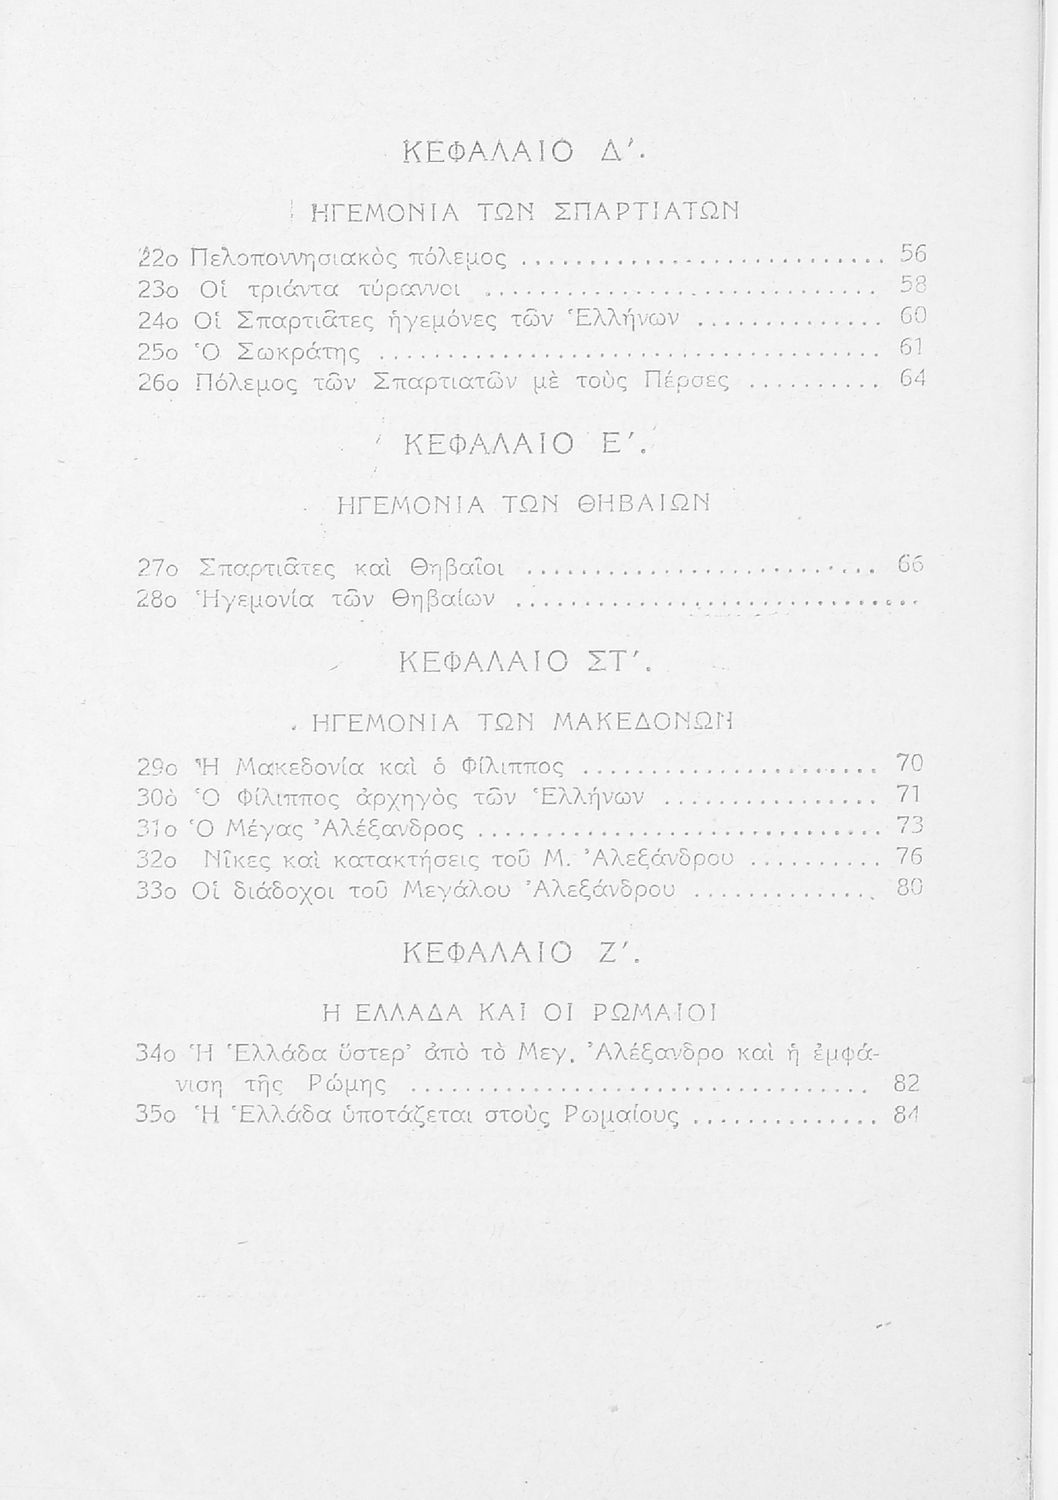 ΚΕΦΑΛΑΙΟ Δ΄.
ΗΓΕΜΟΝΙΑ ΤΩΝ ΣΠΑΡΤΙΑΤΩΝ
22ο Πελοποννησιακὸς πόλεμος ........................... 56
23ο Οἱ τριάντα τύραννοι ............................. 58
24ο Οἱ Σπαρτιᾶτες ἡγεμόνες τῶν Ἑλλήνων .............. 60
25ο Ὁ Σωκράτης ..................................... 61
26ο Πόλεμος τῶν Σπαρτιατῶν μὲ τοὺς Πέρσες .......... 64
ΚΕΦΑΛΑΙΟ Ε΄.
ΗΓΕΜΟΝΙΑ ΤΩΝ ΘΗΒΑΙΩΝ
27ο Σπαρτιᾶτες καὶ Θηβαῖοι .......................... 66
28ο Ἡγεμονία τῶν Θηβαίων ..............................
ΚΕΦΑΛΑΙΟ ΣΤ΄.
ΗΓΕΜΟΝΙΑ ΤΩΝ ΜΑΚΕΔΟΝΩΝ
29ο Ἡ Μακεδονία καὶ ὁ Φίλιππος ...................... 70
30ὸ Ὁ Φίλιππος ἀρχηγὸς τῶν Ἑλλήνων ................ 71
31ο Ὁ Μέγας Ἀλέξανδρος .............................. 73
32ο Νῖκες καὶ κατακτήσεις τοῦ Μ. Ἀλεξάνδρου .......... 76
33ο Οἱ διάδοχοι τοῦ Μεγάλου Ἀλεξάνδρου .............. 80
ΚΕΦΑΛΑΙΟ Ζ΄.
Η ΕΛΛΑΔΑ ΚΑΙ ΟΙ ΡΩΜΑΙΟΙ
34ο Ἡ Ἑλλάδα ὕστερ’ ἀπὸ τὸ Μεγ. Ἀλέξανδρο καὶ ἡ ἐμφά-
νιση τῆς Ρώμης .................................. 82
35ο Ἡ Ἑλλάδα ὑποτάζεται στοὺς Ρωμαίους .............. 84